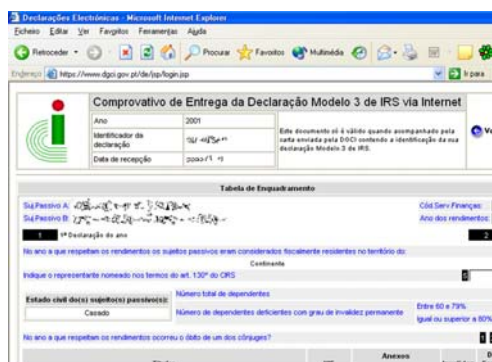 Declarações Electrónicas - Microsoft Internet Explorer
Ficheiro Editar Ver Favoritos Ferramentas Ajuda
Retroceder Procurar Favoritos Multimédia
Endereço https://www.dgci.gov.pt/de/jsp/login.jsp Ir para
Comprovativo de Entrega da Declaração Modelo 3 de IRS via Internet
Ano 2001
Identificador da declaração
Data de recepção
Este documento só é válido quando acompanhado pela
carta enviada pela DGCI contendo a identificação da sua
declaração Modelo 3 de IRS.
Tabela de Enquadramento
Suj.Passivo A: Cód.Serv.Finanças:
Suj.Passivo B: Ano dos rendimentos:
1 1ª Declaração do ano 2
No ano a que respeitam os rendimentos os sujeitos passivos eram considerados fiscalmente residentes no território do:
Continente
Indique o representante nomeado nos termos do art. 130º do CIRS
Estado civil do(s) sujeito(s) passivo(s):
Casado
Número total de dependentes
Número de dependentes deficientes com grau de invalidez permanente
Entre 60 e 79%
Igual ou superior a 80%
No ano a que respeitam os rendimentos ocorreu o óbito de um dos cônjuges?
Anexos